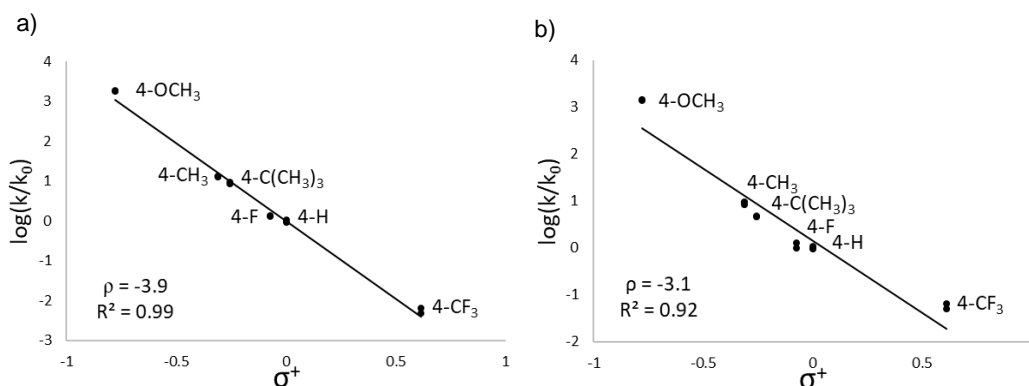 a)
log(k/k₀)
4
3
2
1
0
-1
-2
-3
-1
-0.5
0
0.5
1
4-OCH₃
4-CH₃
4-C(CH₃)₃
4-F
4-H
4-CF₃
ρ = -3.9
R² = 0.99
σ⁺
b)
log(k/k₀)
4
3
2
1
0
-1
-2
-1
-0.5
0
0.5
4-OCH₃
4-CH₃
4-C(CH₃)₃
4-F
4-H
4-CF₃
ρ = -3.1
R² = 0.92
σ⁺